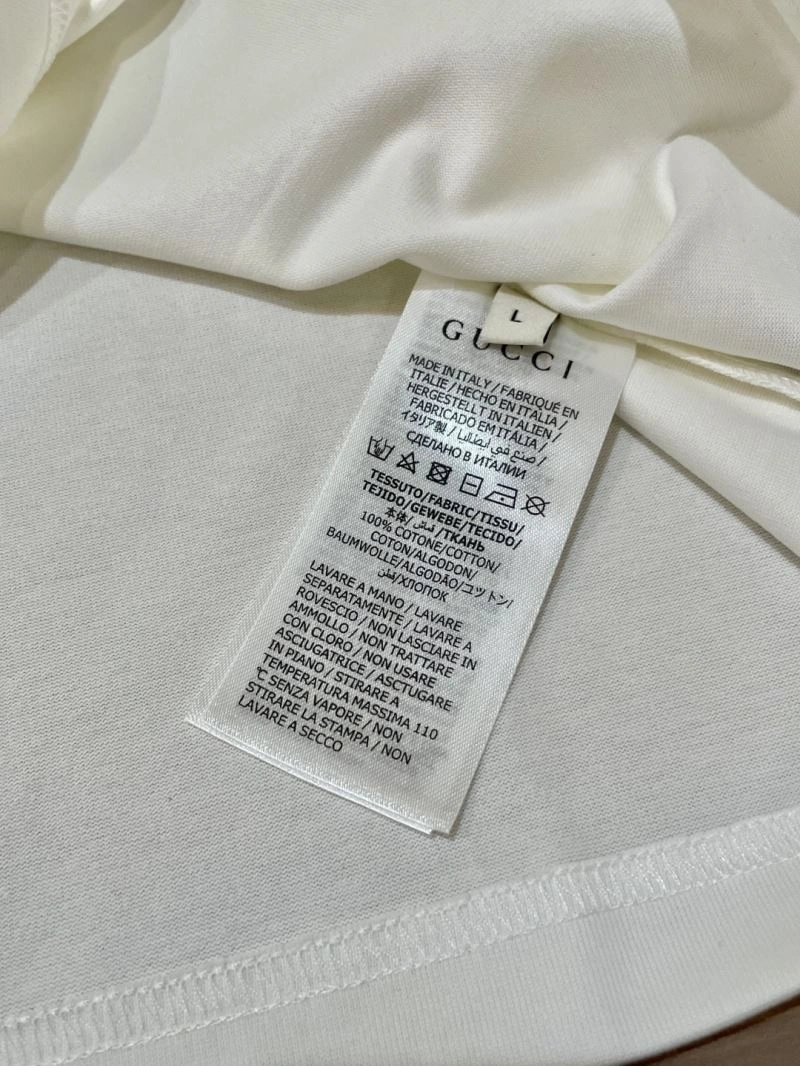 L
GUCCI
MADE IN ITALY / FABRIQUÉ EN
ITALIE / HECHO EN ITALIA /
HERGESTELLT IN ITALIEN /
FABRICADO EM ITÁLIA /
イタリア製 / صنع في إيطاليا /
СДЕЛАНО В ИТАЛИИ
TESSUTO/FABRIC/TISSU/
TEJIDO/GEWEBE/TECIDO/
本体/قماش/ТКАНЬ
100% COTONE/COTTON/
COTON/ALGODON/
BAUMWOLLE/ALGODÃO/コットン/
قطن/ХЛОПОК
LAVARE A MANO / LAVARE
SEPARATAMENTE / LAVARE A
ROVESCIO / NON LASCIARE IN
AMMOLLO / NON TRATTARE
CON CLORO / NON USARE
ASCIUGATRICE / ASCTUGARE
IN PIANO / STIRARE A
TEMPERATURA MASSIMA 110
°C SENZA VAPORE / NON
STIRARE LA STAMPA / NON
LAVARE A SECCO